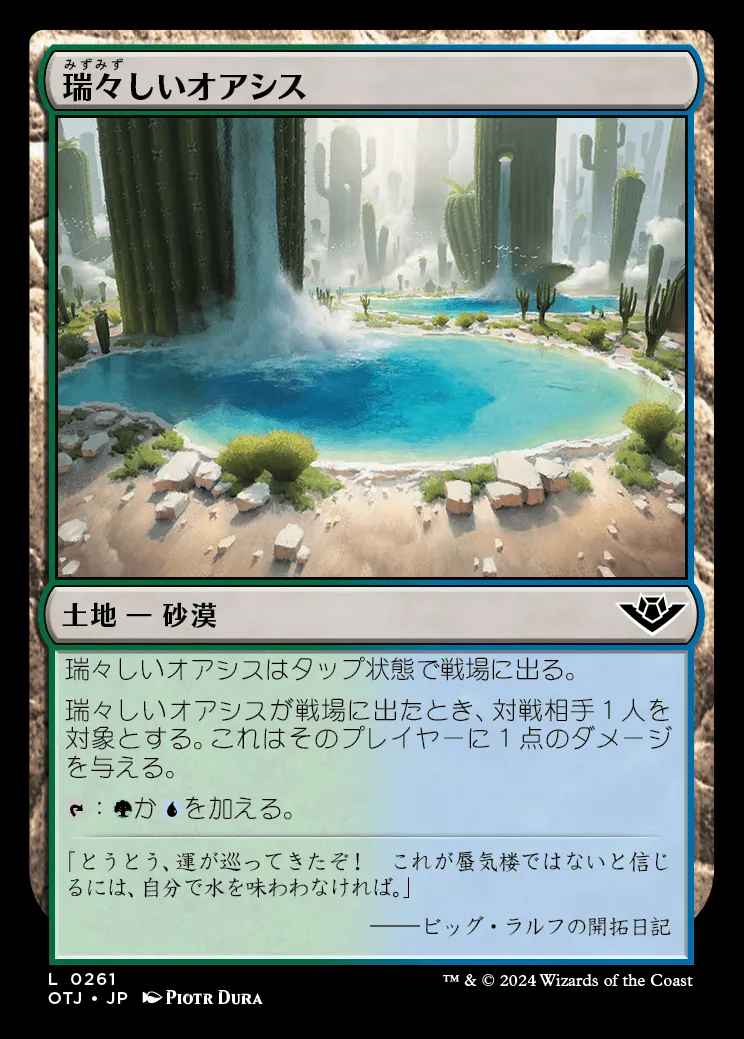 みずみず
瑞々しいオアシス
土地 — 砂漠
瑞々しいオアシスはタップ状態で戦場に出る。
瑞々しいオアシスが戦場に出たとき、対戦相手1人を
対象とする。これはそのプレイヤーに1点のダメージ
を与える。
:か を加える。
「とうとう、運が巡ってきたぞ! これが蜃気楼ではないと信じ
るには、自分で水を味わわなければ。」
——ビッグ・ラルフの開拓日記
L 0261
OTJ • JP Piotr Dura
™ & © 2024 Wizards of the Coast